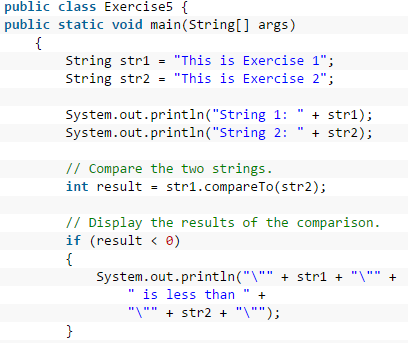 public class Exercise5 {
public static void main(String[] args)
{
String str1 = "This is Exercise 1";
String str2 = "This is Exercise 2";
System.out.println("String 1: " + str1);
System.out.println("String 2: " + str2);
// Compare the two strings.
int result = str1.compareTo(str2);
// Display the results of the comparison.
if (result < 0)
{
System.out.println("\"" + str1 + "\"" +
" is less than " +
"\"" + str2 + "\"");
}